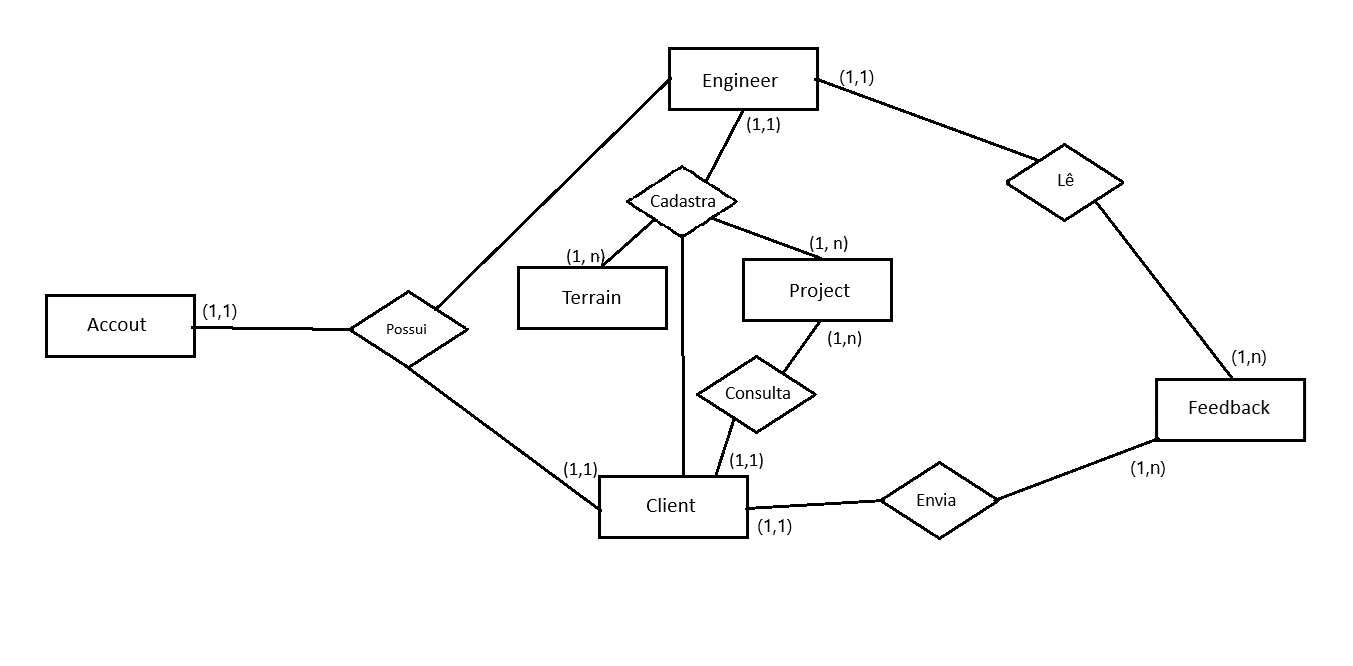 Engineer
(1,1)
(1,1)
Cadastra
Lê
(1, n)
(1, n)
Terrain
Project
Accout
(1,1)
Possui
(1,n)
(1,n)
Consulta
Feedback
(1,1)
(1,1)
(1,n)
Client
Envia
(1,1)